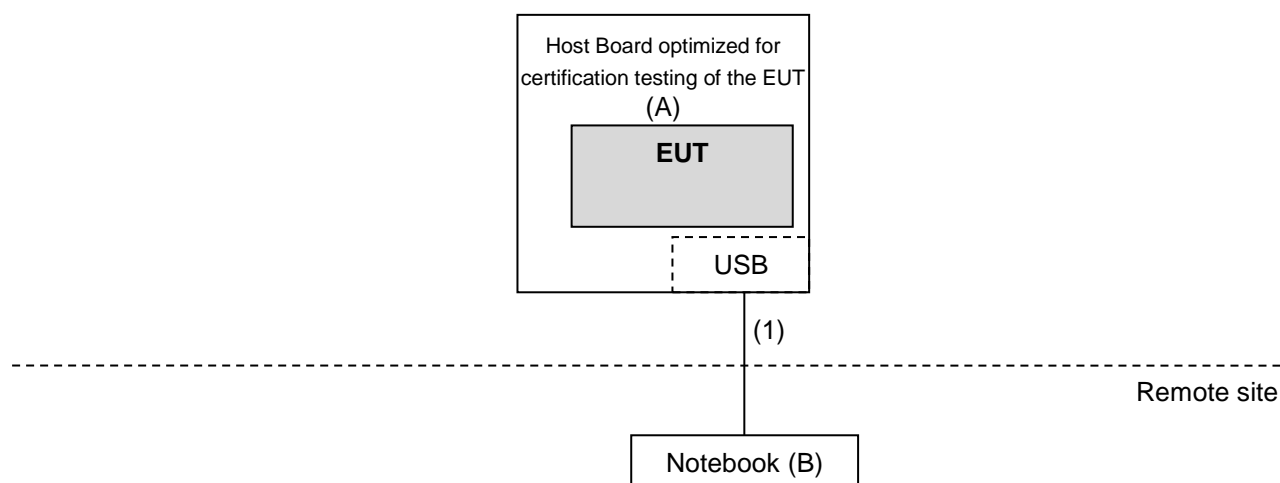 Host Board optimized for
certification testing of the EUT
(A)
EUT
USB
(1)
Remote site
Notebook (B)